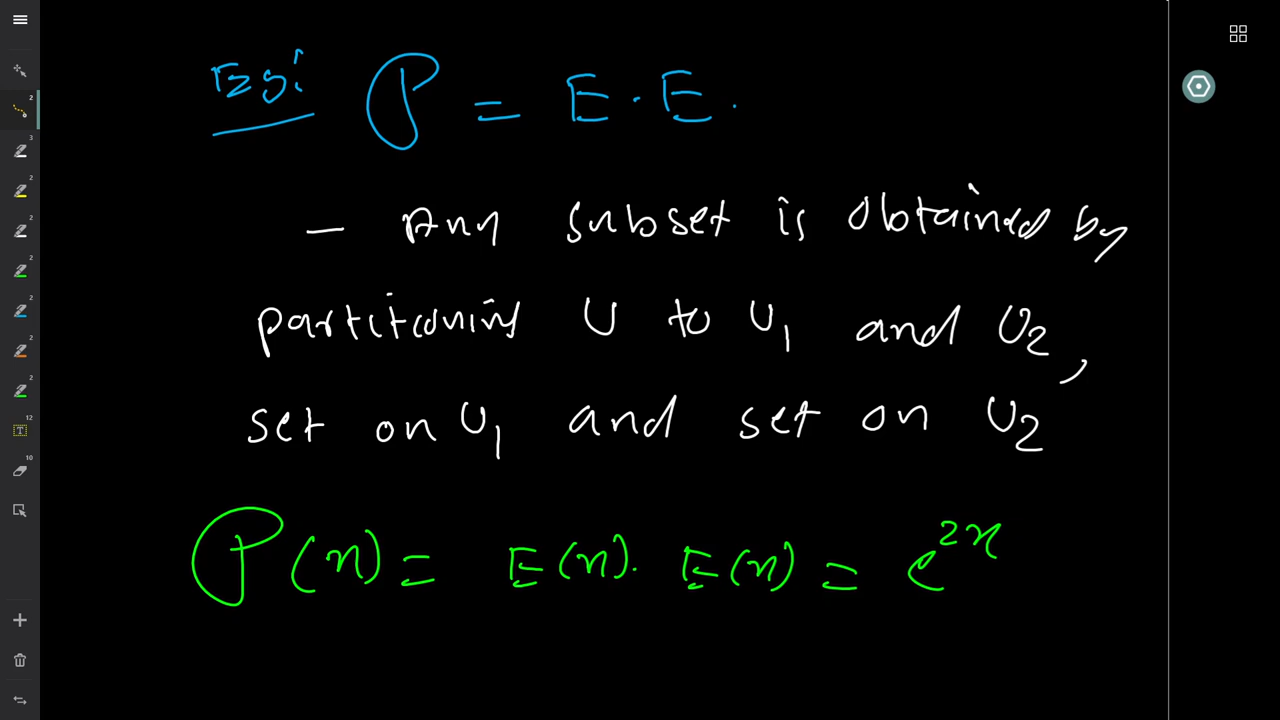 Eg: P = E · E ·
— Any subset is obtained by
partitioning U to U₁ and U₂,
set on U₁ and set on U₂
P(x) = E(x) · E(x) = e^{2x}